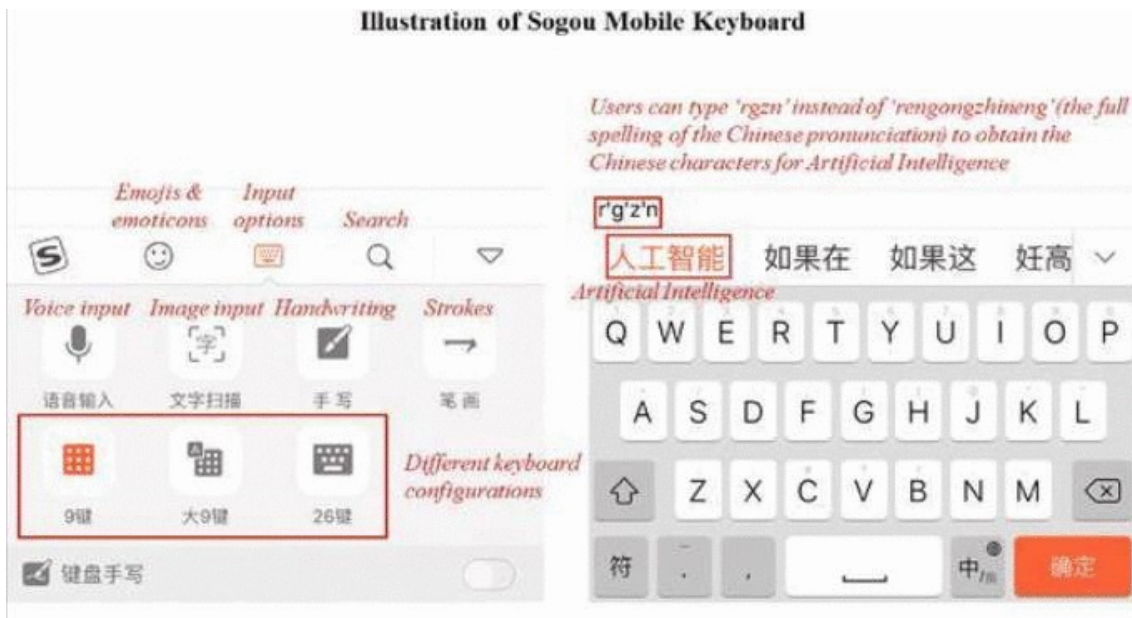 Illustration of Sogou Mobile Keyboard
Users can type 'rgzn' instead of 'rengongzhineng' (the full
spelling of the Chinese pronunciation) to obtain the
Chinese characters for Artificial Intelligence
Emojis &
emoticons
Input
options
Search
S
Voice input Image input Handwriting Strokes
字
语音输入 文字扫描 手写 笔画
Different keyboard
configurations
9键 大9键 26键
键盘手写
r'g'z'n
人工智能 如果在 如果这 妊高
Artificial Intelligence
Q W E R T Y U I O P
A S D F G H J K L
Z X C V B N M
符 . , 中/ 确定